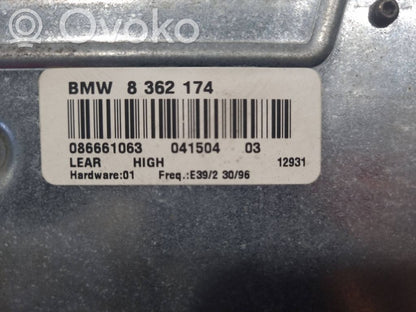 Ovoko
BMW 8 362 174
086661063 041504 03
LEAR HIGH 12931
Hardware:01 Freq.:E39/2 30/96